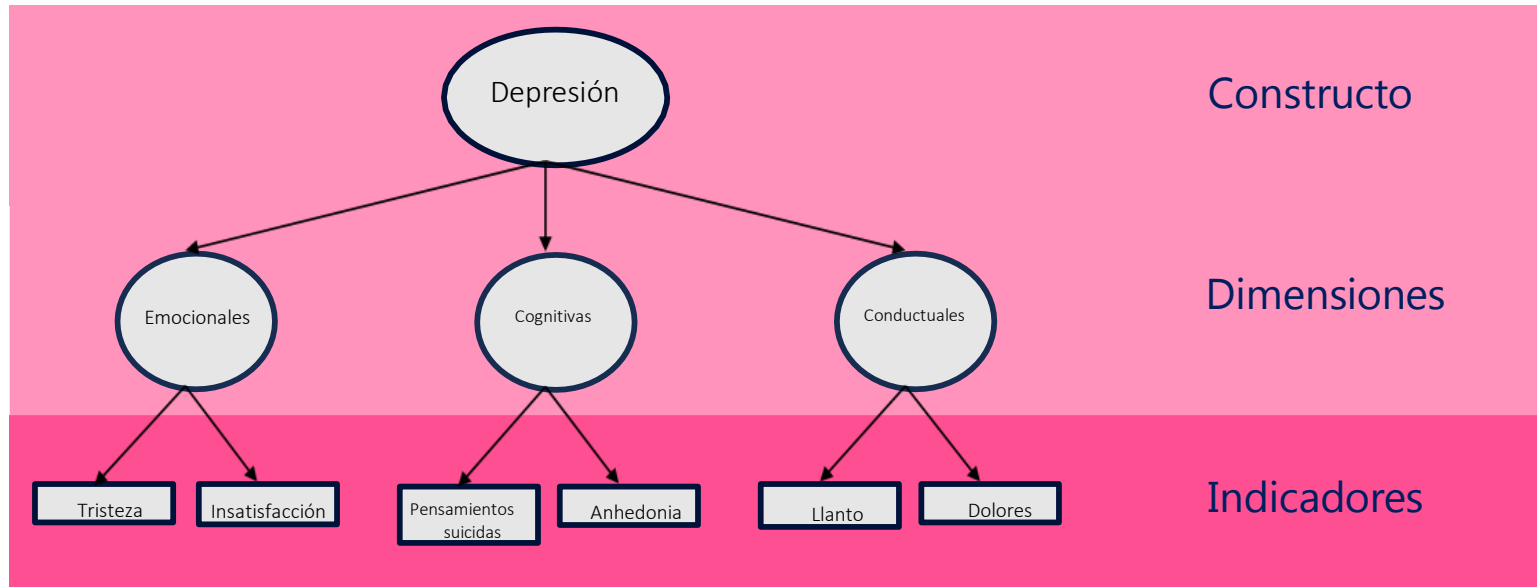 Depresión
Constructo
Emocionales
Cognitivas
Conductuales
Dimensiones
Tristeza
Insatisfacción
Pensamientos
suicidas
Anhedonia
Llanto
Dolores
Indicadores